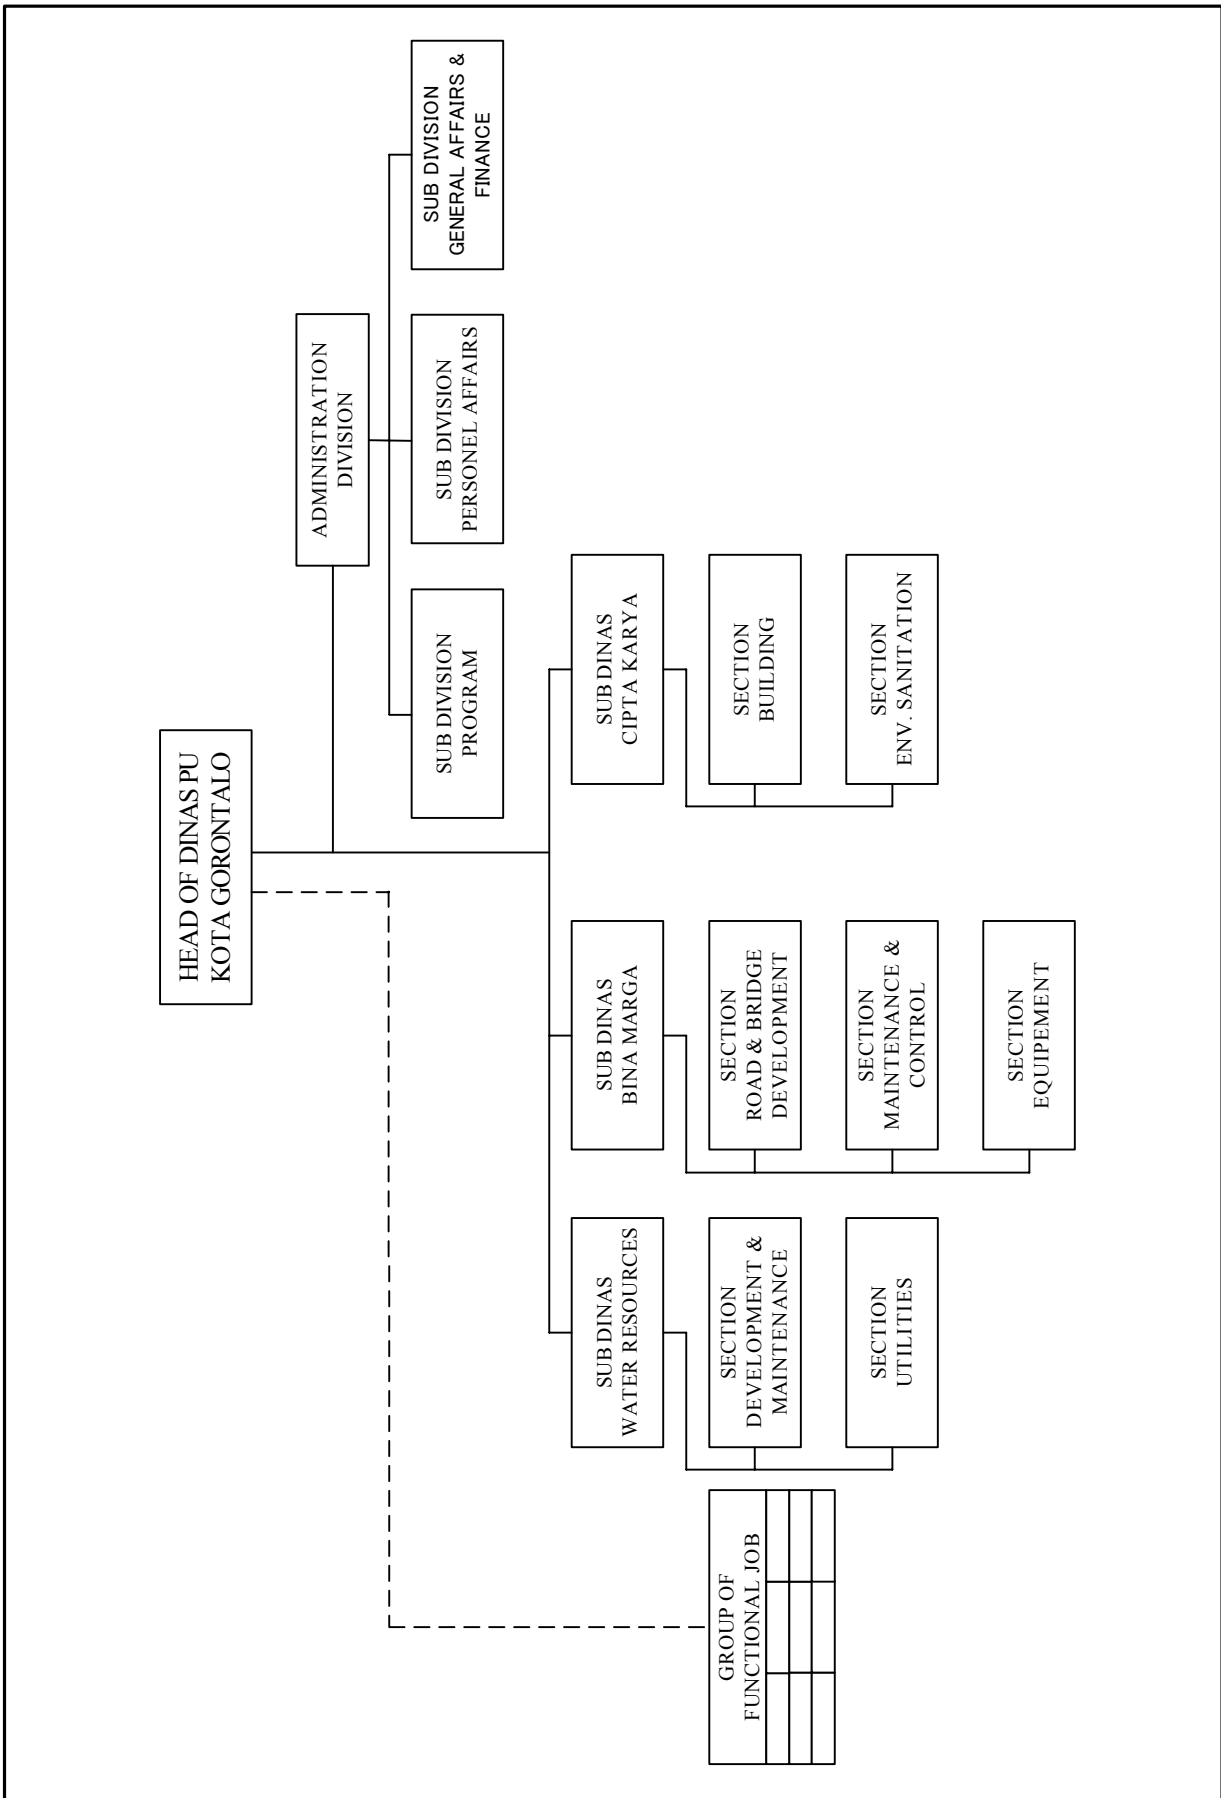 HEAD OF DINAS PU
KOTA GORONTALO
ADMINISTRATION
DIVISION
SUB DIVISION
PROGRAM
SUB DIVISION
PERSONEL AFFAIRS
SUB DIVISION
GENERAL AFFAIRS &
FINANCE
SUB DINAS
WATER RESOURCES
SUB DINAS
BINA MARGA
SUB DINAS
CIPTA KARYA
GROUP OF
FUNCTIONAL JOB
SECTION
DEVELOPMENT &
MAINTENANCE
SECTION
ROAD & BRIDGE
DEVELOPMENT
SECTION
BUILDING
SECTION
UTILITIES
SECTION
MAINTENANCE &
CONTROL
SECTION
ENV. SANITATION
SECTION
EQUIPEMENT